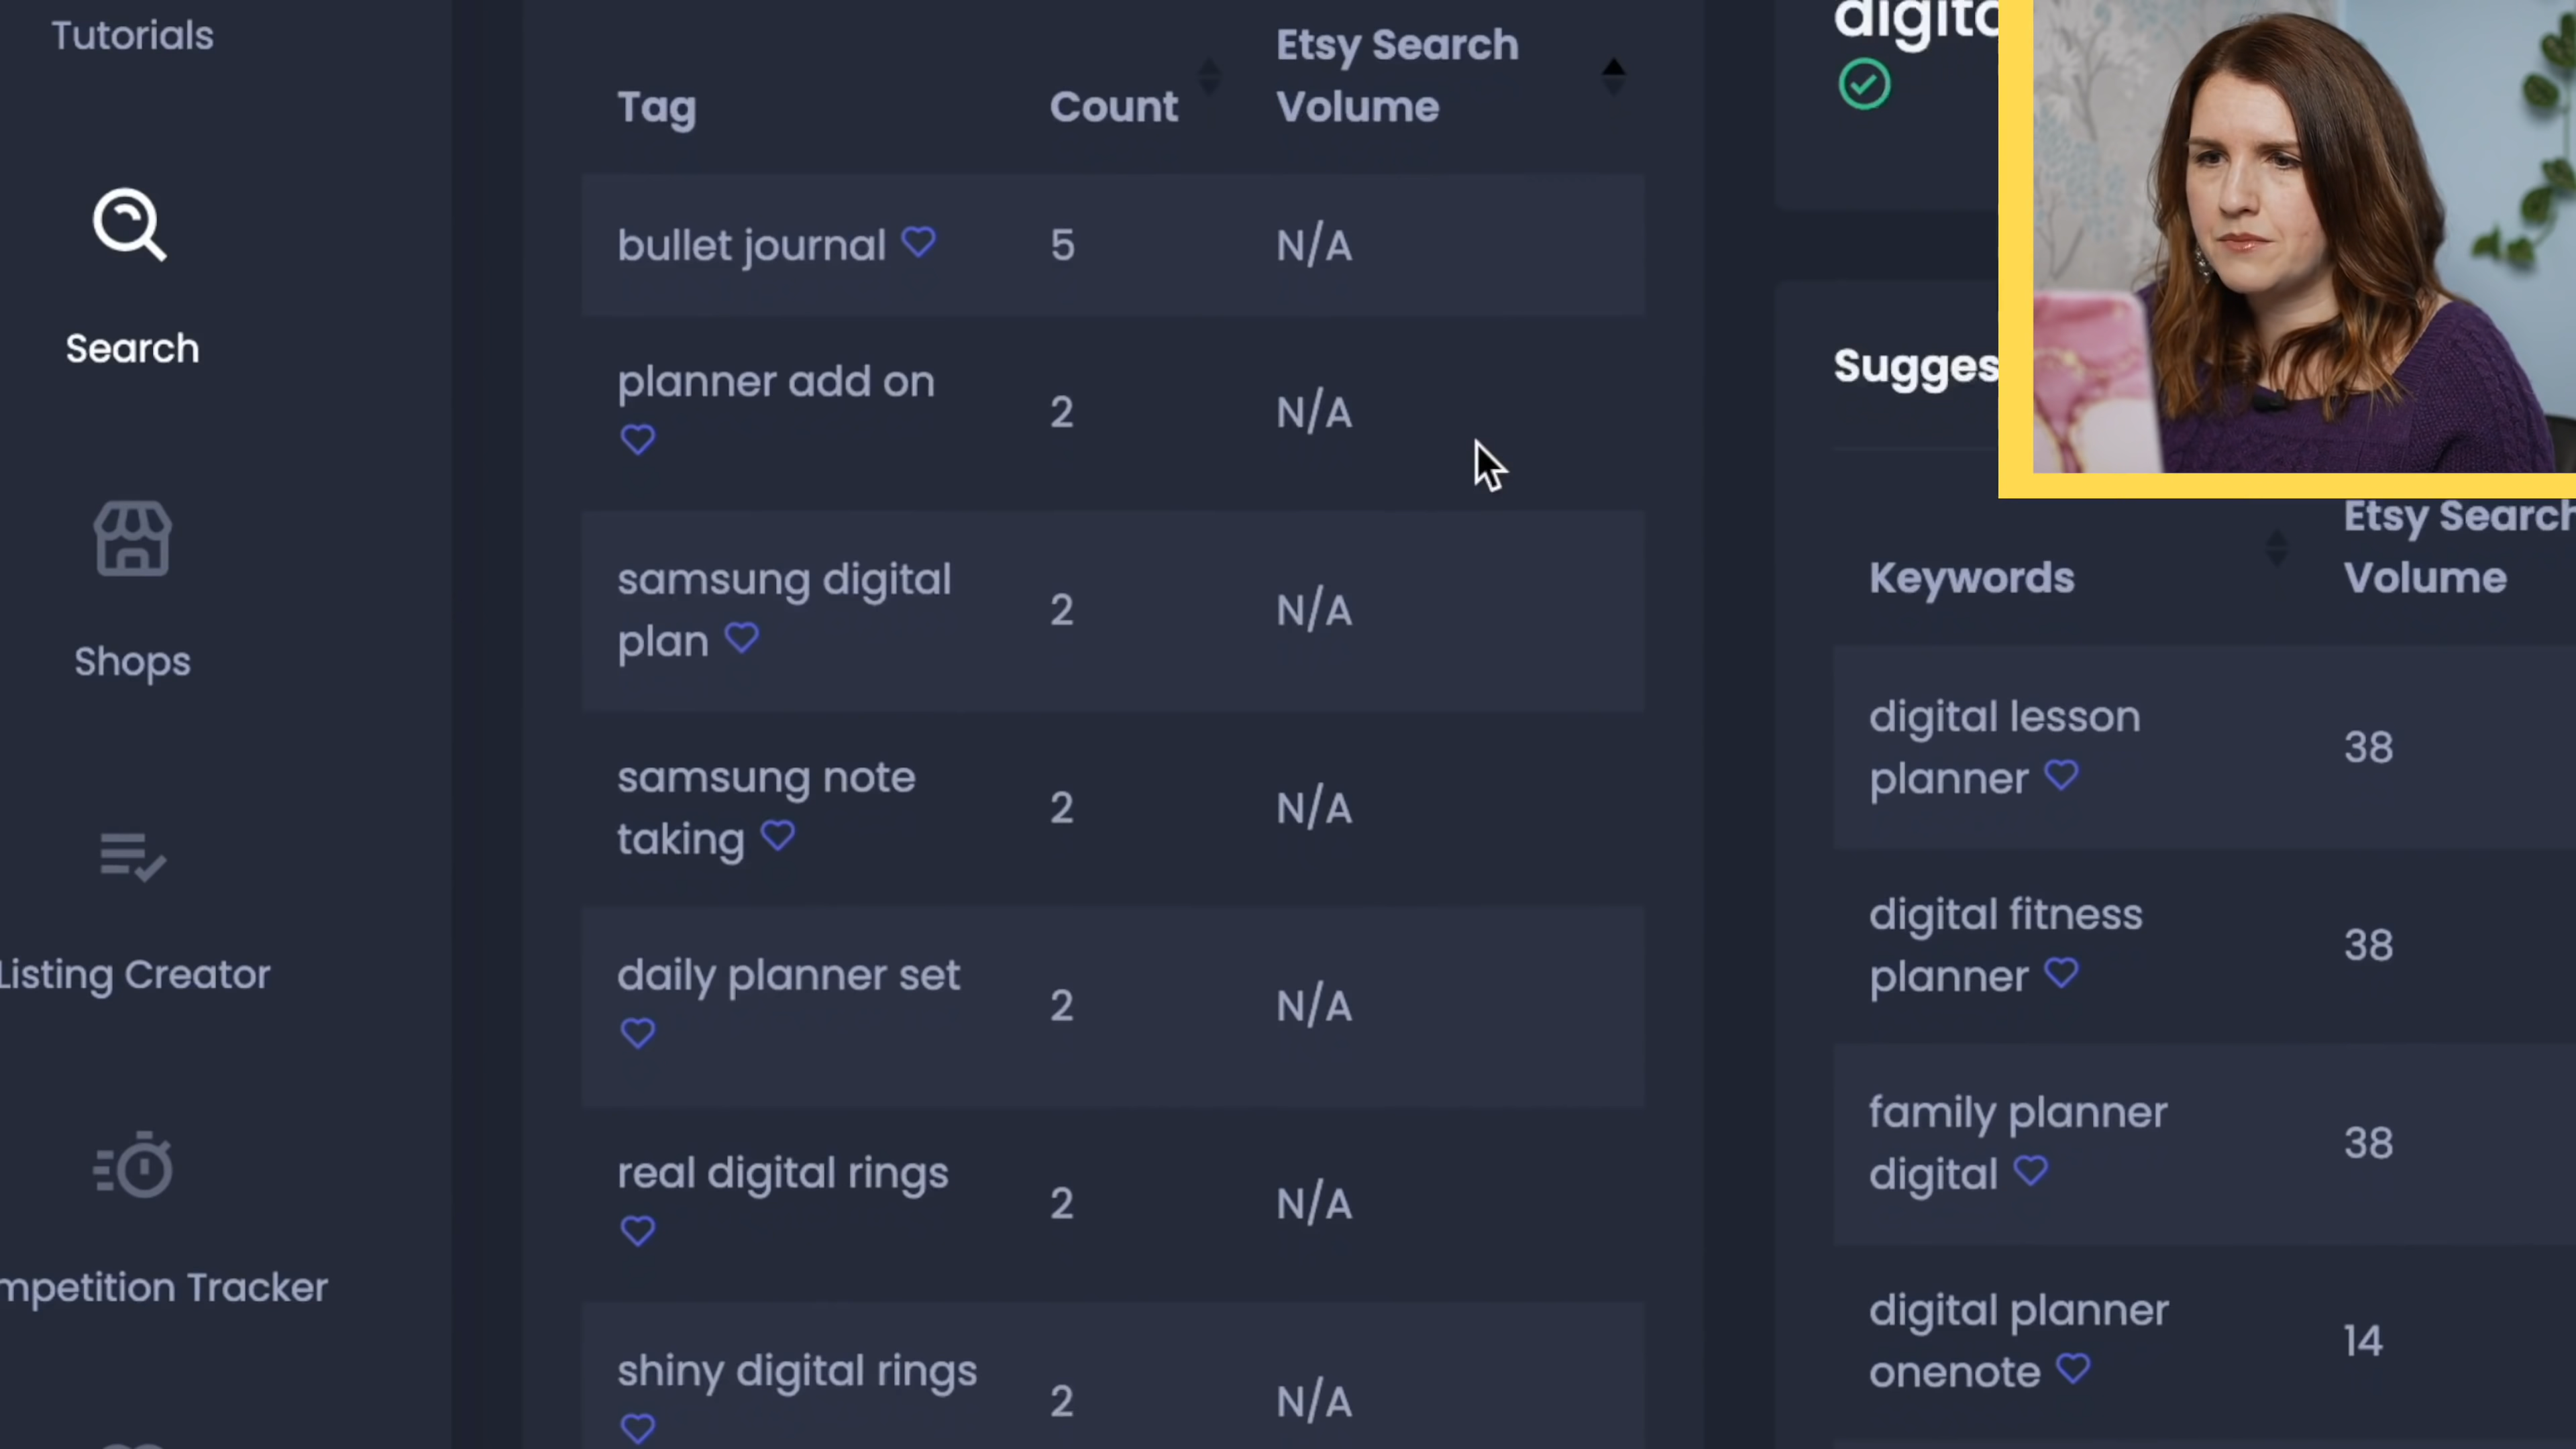 Tutorials
Search
Shops
Listing Creator
mpetition Tracker
Tag
Count
Etsy Search
Volume
bullet journal
5
N/A
planner add on
2
N/A
samsung digital
plan
2
N/A
samsung note
taking
2
N/A
daily planner set
2
N/A
real digital rings
2
N/A
shiny digital rings
2
N/A
digita
Sugges
Keywords
Etsy Search
Volume
digital lesson
planner
38
digital fitness
planner
38
family planner
digital
38
digital planner
onenote
14